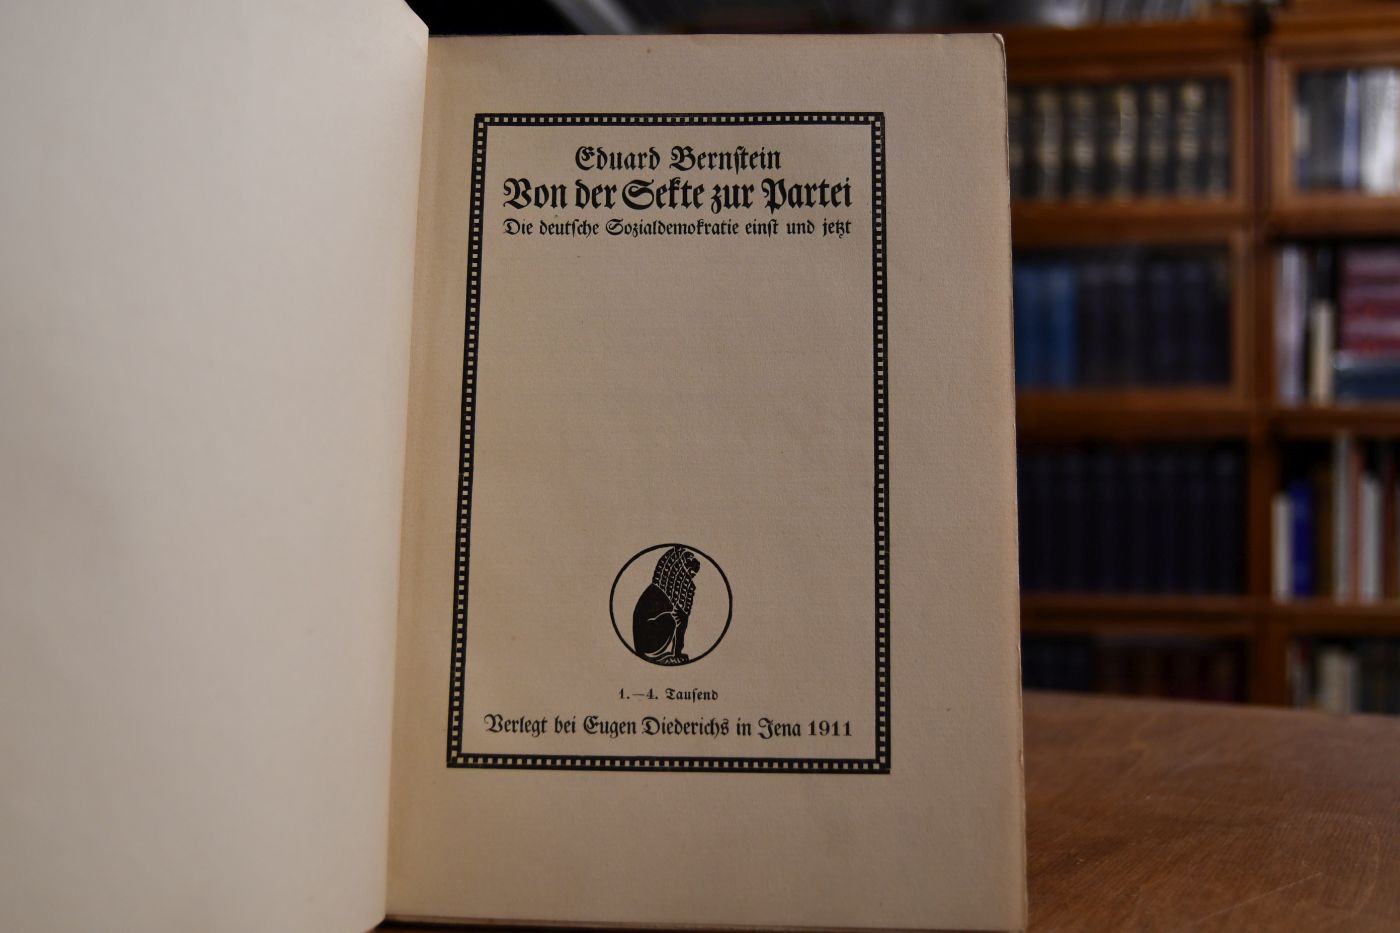 Eduard Bernstein
Von der Sekte zur Partei
Die deutſche Sozialdemokratie einſt und jetzt
1.—4. Tauſend
Verlegt bei Eugen Diederichs in Jena 1911